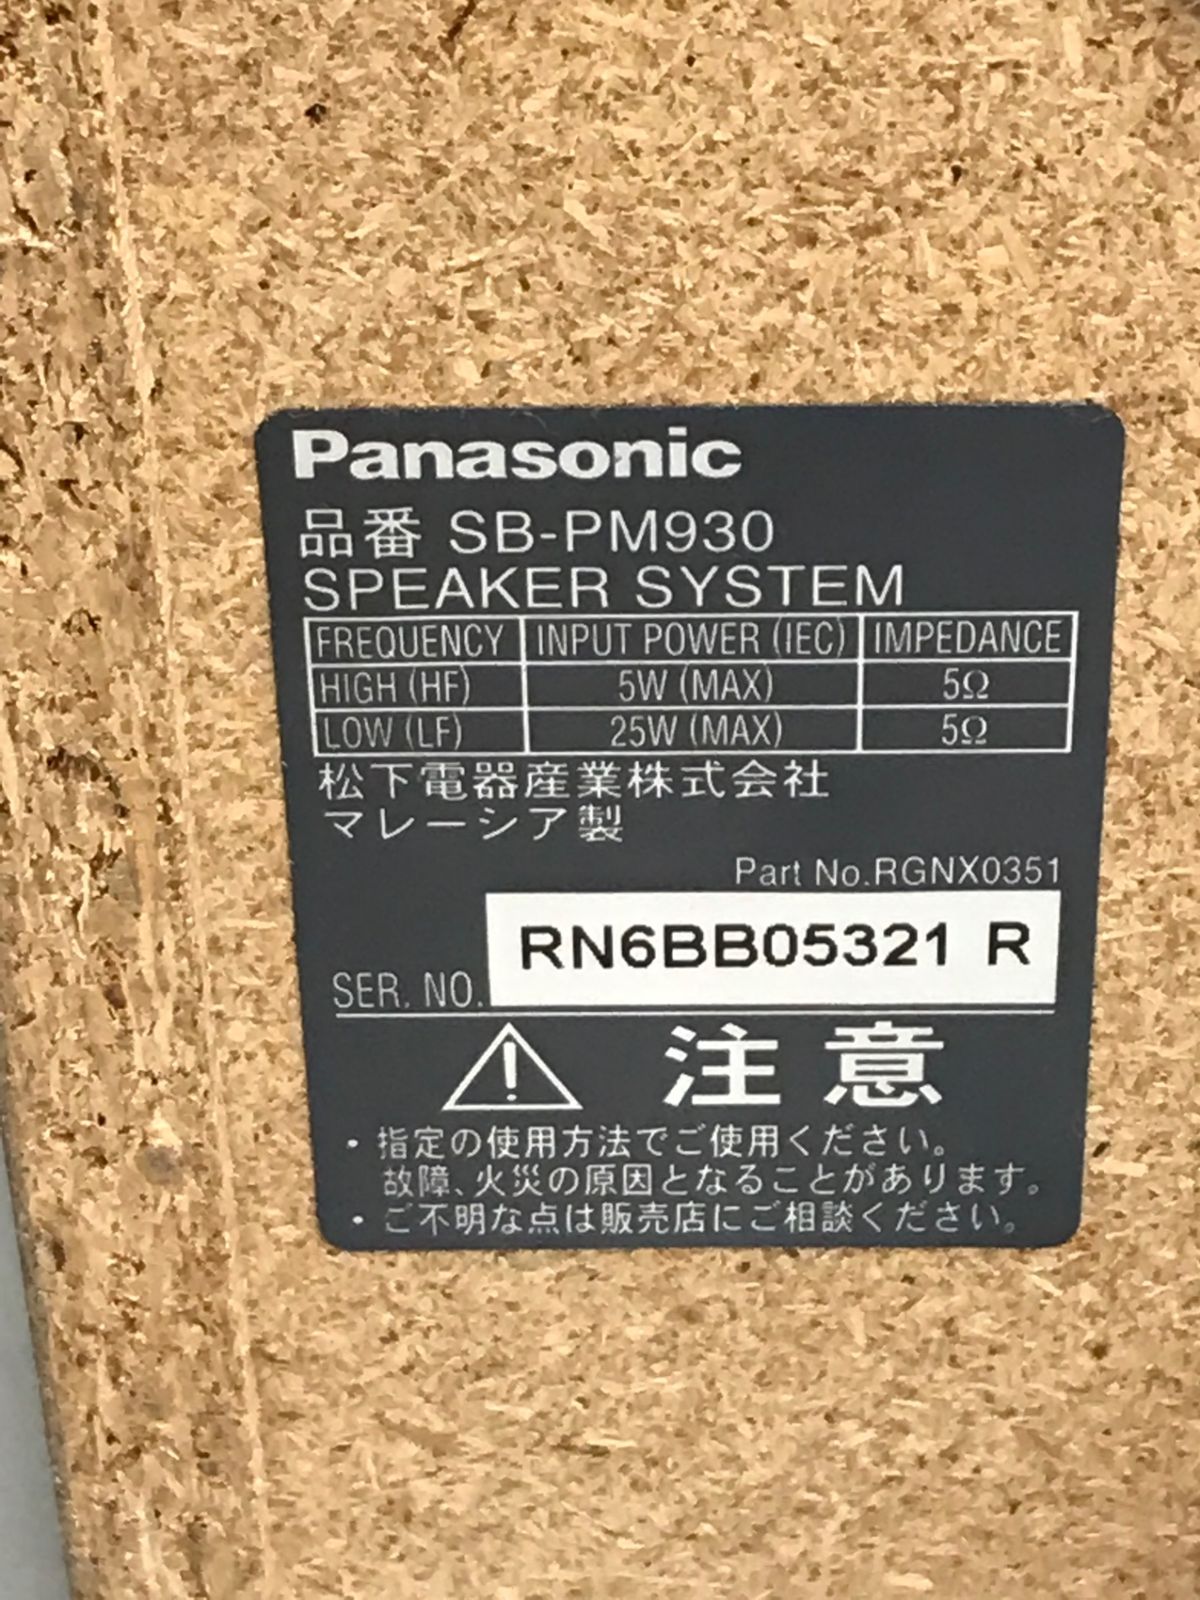 Panasonic
品番 SB-PM930
SPEAKER SYSTEM
FREQUENCY INPUT POWER (IEC) IMPEDANCE
HIGH (HF) 5W (MAX) 5Ω
LOW (LF) 25W (MAX) 5Ω
松下電器産業株式会社
マレーシア製
Part No.RGNX0351
SER. NO. RN6BB05321 R
注意
・指定の使用方法でご使用ください。
故障、火災の原因となることがあります。
・ご不明な点は販売店にご相談ください。